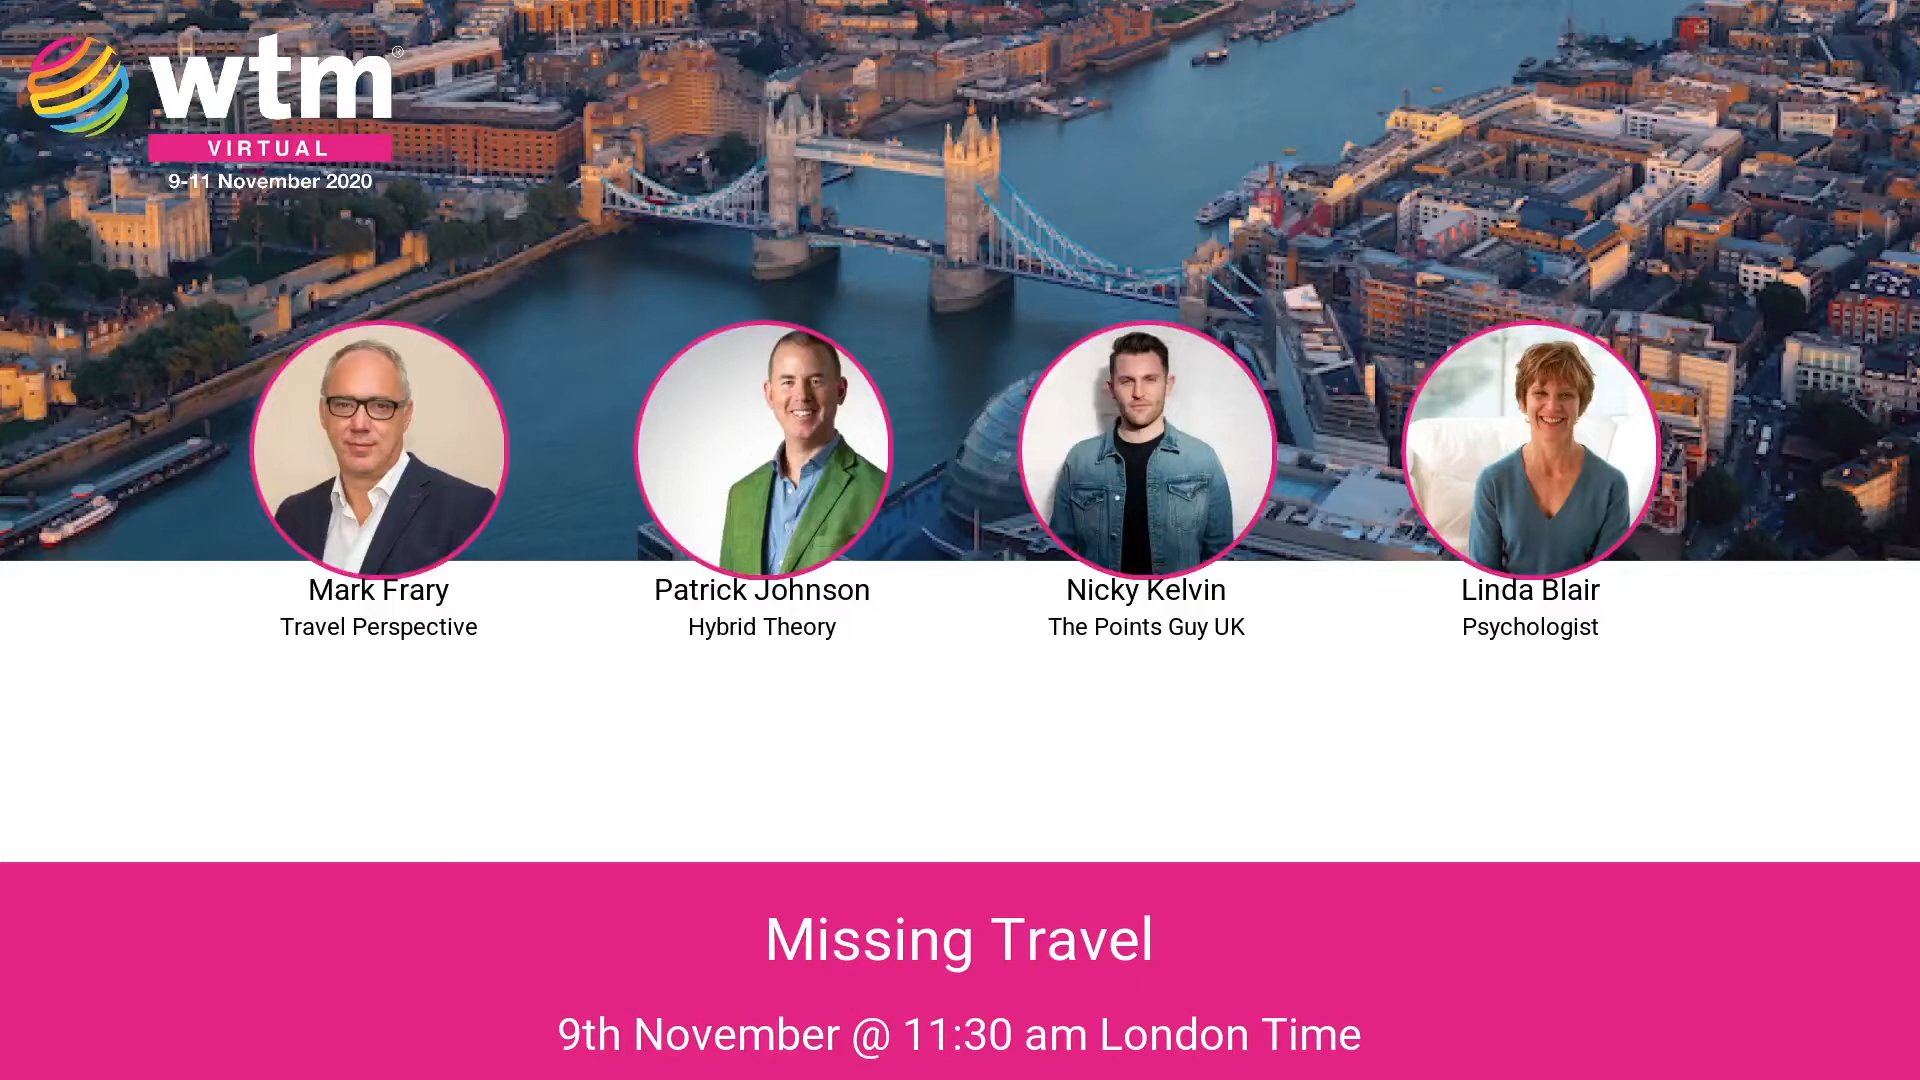 wtm®
VIRTUAL
9-11 November 2020
Mark Frary
Travel Perspective
Patrick Johnson
Hybrid Theory
Nicky Kelvin
The Points Guy UK
Linda Blair
Psychologist
Missing Travel
9th November @ 11:30 am London Time